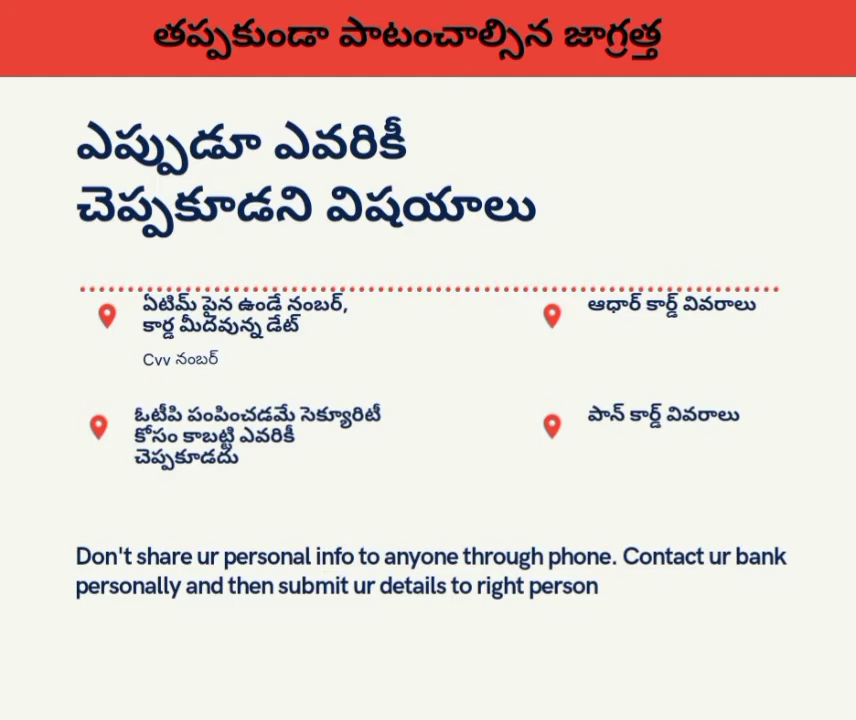 తప్పకుండా పాటంచాల్సిన జాగ్రత్త
ఎప్పుడూ ఎవరికీ
చెప్పకూడని విషయాలు
ఏటిమ్ పైన ఉండే నంబర్,
కార్డ మీదవున్న డేట్
Cvv నంబర్
ఆధార్ కార్డ్ వివరాలు
ఓటీపి పంపించడమే సెక్యూరిటీ
కోసం కాబట్టి ఎవరికీ
చెప్పకూడదు
పాన్ కార్డ్ వివరాలు
Don't share ur personal info to anyone through phone. Contact ur bank
personally and then submit ur details to right person